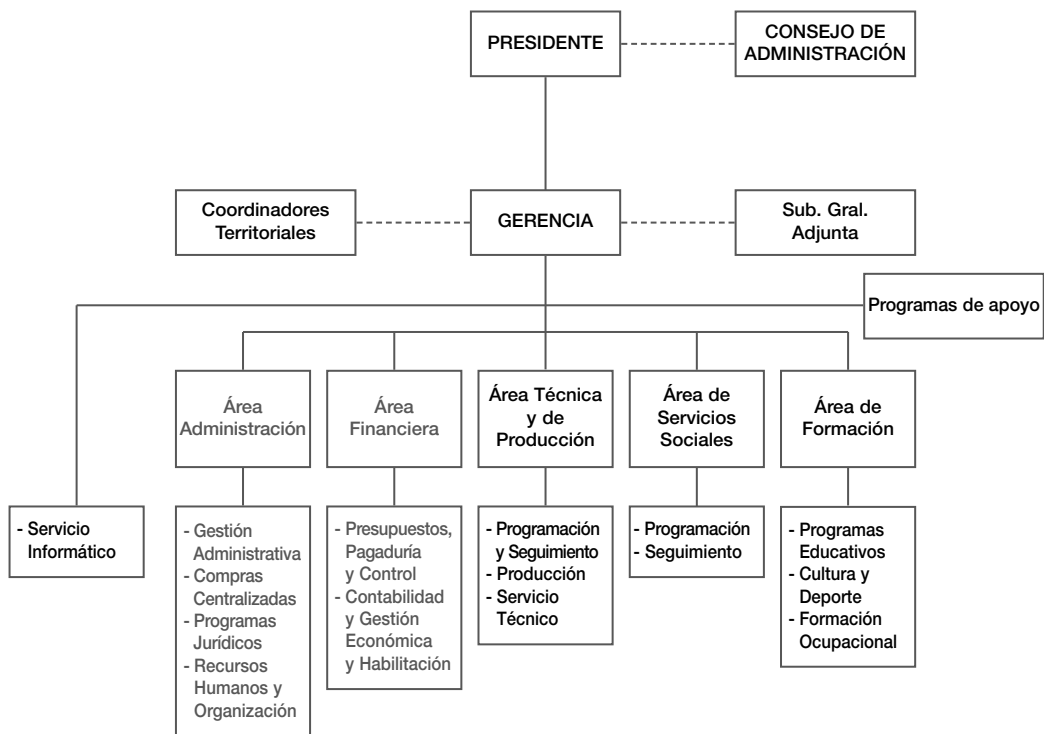 PRESIDENTE
CONSEJO DE
ADMINISTRACIÓN
Coordinadores
Territoriales
GERENCIA
Sub. Gral.
Adjunta
Programas de apoyo
Área
Administración
Área
Financiera
Área Técnica
y de
Producción
Área de
Servicios
Sociales
Área de
Formación
- Servicio
Informático
- Gestión
Administrativa
- Compras
Centralizadas
- Programas
Jurídicos
- Recursos
Humanos y
Organización
- Presupuestos,
Pagaduría
y Control
- Contabilidad
y Gestión
Económica
y Habilitación
- Programación
y Seguimiento
- Producción
- Servicio
Técnico
- Programación
- Seguimiento
- Programas
Educativos
- Cultura y
Deporte
- Formación
Ocupacional